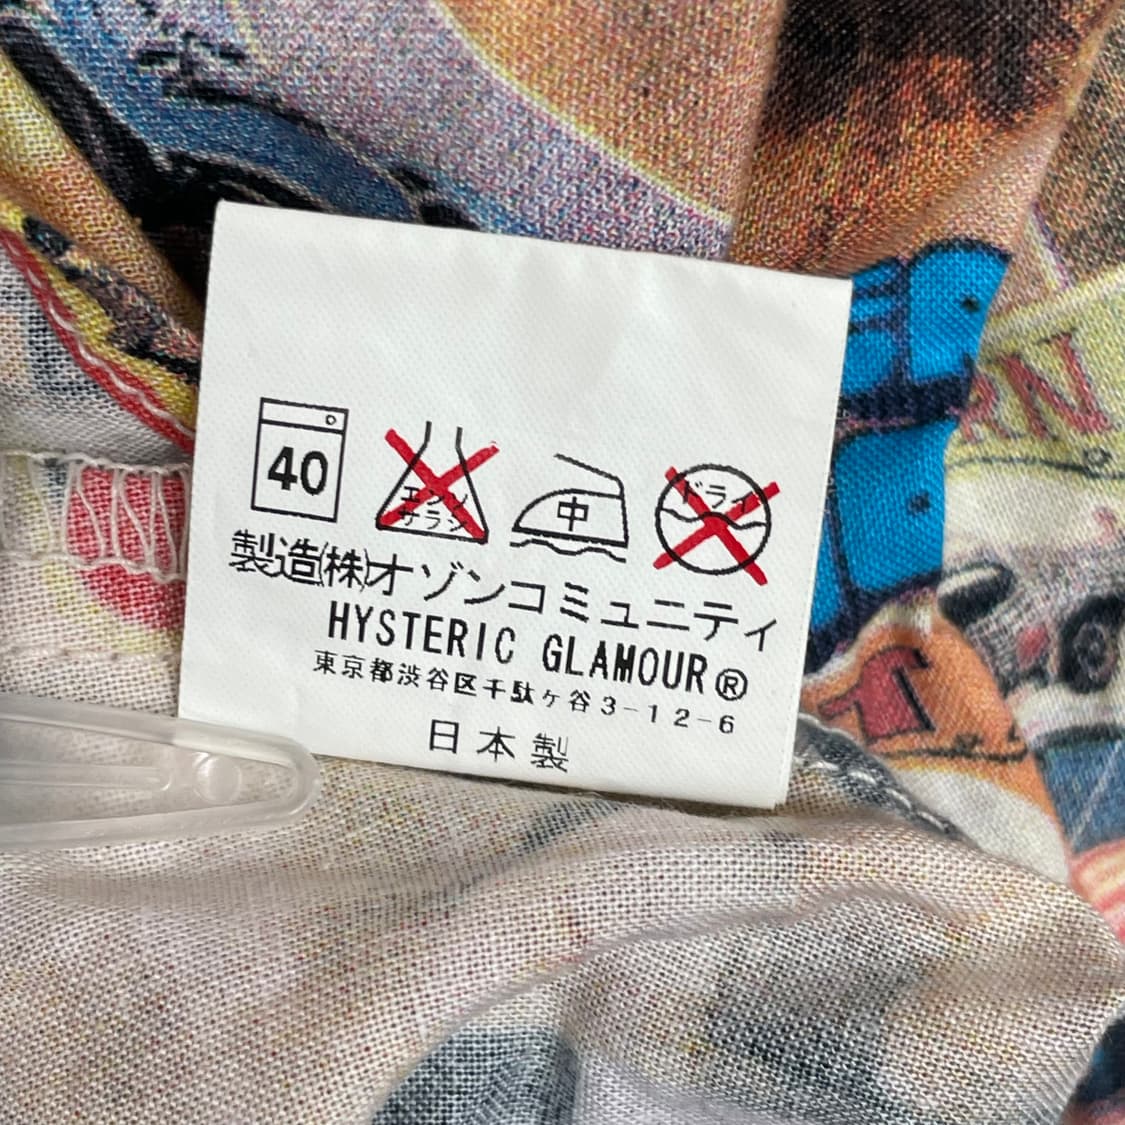 40
エンソ
サラシ
中
ドライ
製造(株)オゾンコミュニティ
HYSTERIC GLAMOUR®
東京都渋谷区千駄ヶ谷3-12-6
日本製
RN